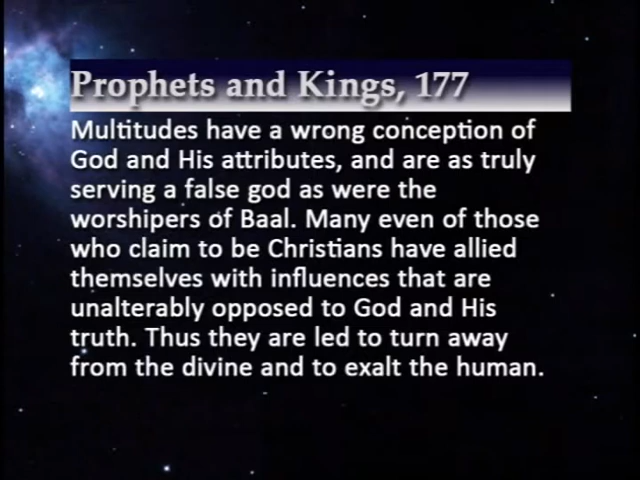 Prophets and Kings, 177
Multitudes have a wrong conception of
God and His attributes, and are as truly
serving a false god as were the
worshipers of Baal. Many even of those
who claim to be Christians have allied
themselves with influences that are
unalterably opposed to God and His
truth. Thus they are led to turn away
from the divine and to exalt the human.